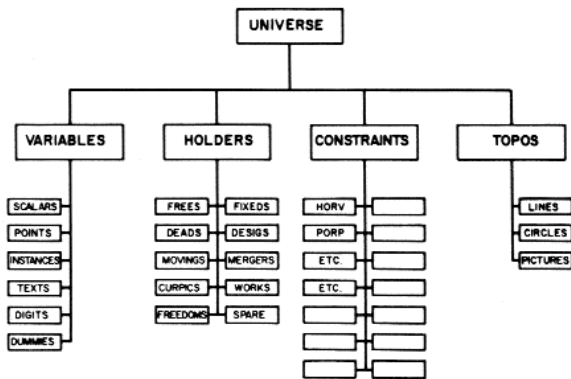 UNIVERSE
VARIABLES HOLDERS CONSTRAINTS TOPOS
SCALARS FREES FIXEDS HORV LINES
POINTS DEADS DESIGS PORP CIRCLES
INSTANCES MOVINGS MERGERS ETC. PICTURES
TEXTS CURPICS WORKS ETC.
DIGITS FREEDOMS SPARE
DUMMIES